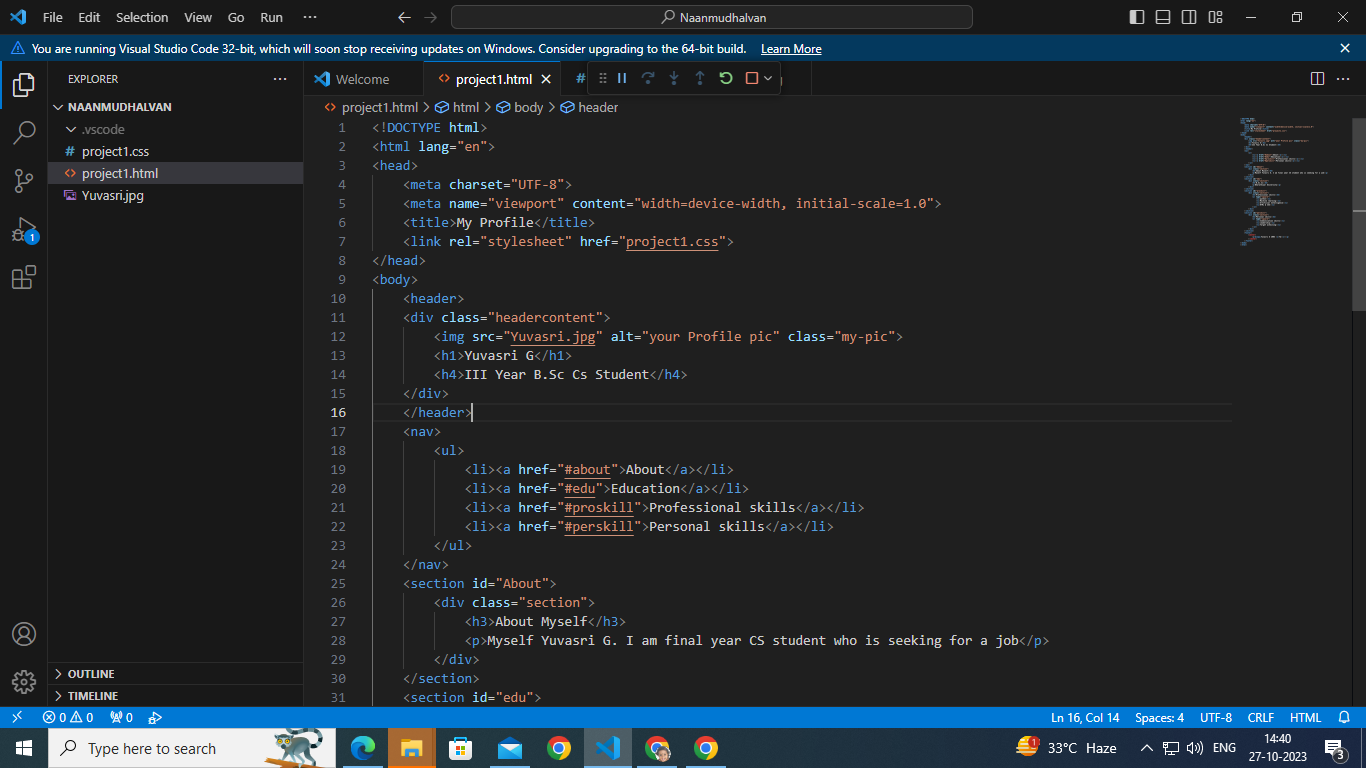 File Edit Selection View Go Run ··· Naanmudhalvan
You are running Visual Studio Code 32-bit, which will soon stop receiving updates on Windows. Consider upgrading to the 64-bit build. Learn More
EXPLORER ···
NAANMUDHALVAN
.vscode
# project1.css
<> project1.html
Yuvasri.jpg
1
OUTLINE
TIMELINE
Welcome <> project1.html #
<> project1.html > html > body > header
1 <!DOCTYPE html>
2 <html lang="en">
3 <head>
4 <meta charset="UTF-8">
5 <meta name="viewport" content="width=device-width, initial-scale=1.0">
6 <title>My Profile</title>
7 <link rel="stylesheet" href="project1.css">
8 </head>
9 <body>
10 <header>
11 <div class="headercontent">
12 <img src="Yuvasri.jpg" alt="your Profile pic" class="my-pic">
13 <h1>Yuvasri G</h1>
14 <h4>III Year B.Sc Cs Student</h4>
15 </div>
16 </header>
17 <nav>
18 <ul>
19 <li><a href="#about">About</a></li>
20 <li><a href="#edu">Education</a></li>
21 <li><a href="#proskill">Professional skills</a></li>
22 <li><a href="#perskill">Personal skills</a></li>
23 </ul>
24 </nav>
25 <section id="About">
26 <div class="section">
27 <h3>About Myself</h3>
28 <p>Myself Yuvasri G. I am final year CS student who is seeking for a job</p>
29 </div>
30 </section>
31 <section id="edu">
0 0 0 Ln 16, Col 14 Spaces: 4 UTF-8 CRLF HTML
Type here to search 1 33°C Haze ENG 14:40
27-10-2023 3